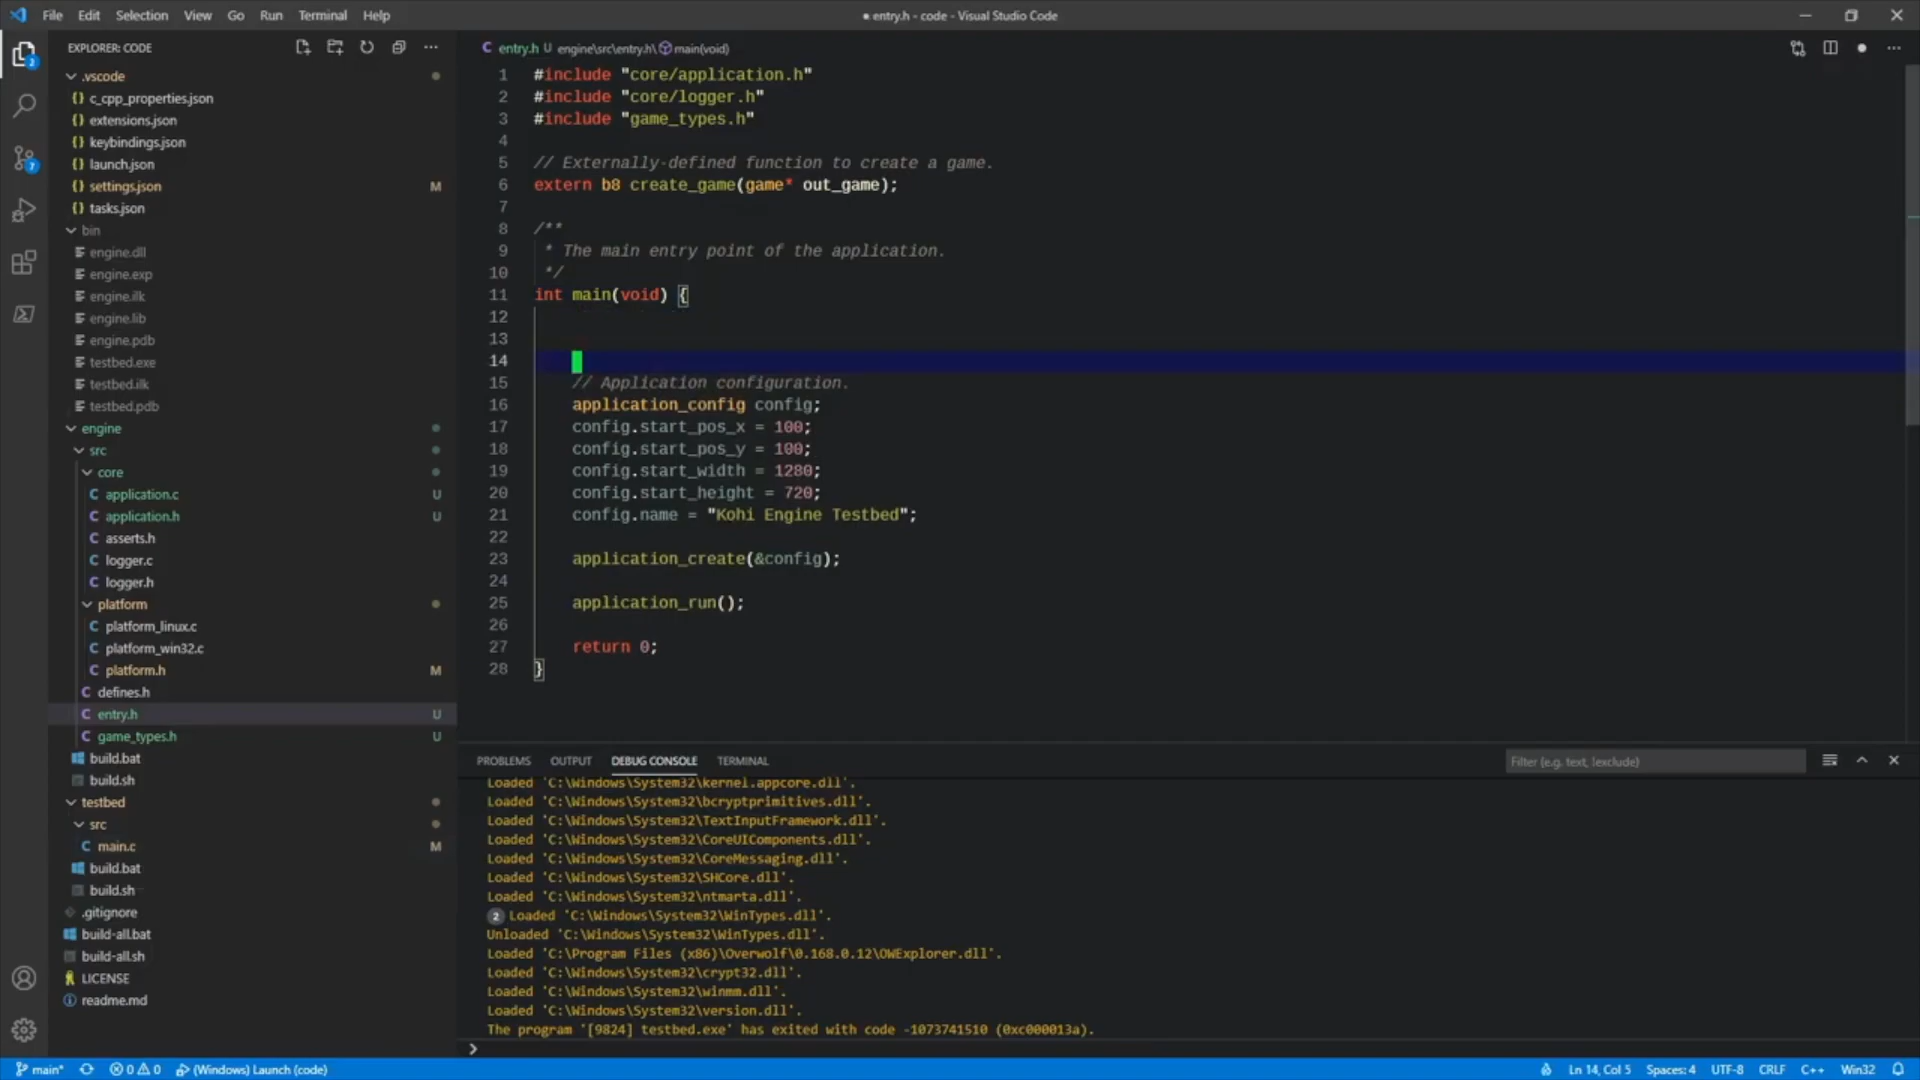 File Edit Selection View Go Run Terminal Help
● entry.h - code - Visual Studio Code
EXPLORER: CODE
.vscode
c_cpp_properties.json
extensions.json
keybindings.json
launch.json
settings.json M
tasks.json
bin
engine.dll
engine.exp
engine.ilk
engine.lib
engine.pdb
testbed.exe
testbed.ilk
testbed.pdb
engine
src
core
application.c U
application.h U
asserts.h
logger.c
logger.h
platform
platform_linux.c
platform_win32.c
platform.h M
defines.h
entry.h U
game_types.h U
build.bat
build.sh
testbed
src
main.c M
build.bat
build.sh
.gitignore
build-all.bat
build-all.sh
LICENSE
readme.md
2
7
C entry.h U engine\src\entry.h\ main(void)
1 #include "core/application.h"
2 #include "core/logger.h"
3 #include "game_types.h"
4
5 // Externally-defined function to create a game.
6 extern b8 create_game(game* out_game);
7
8 /**
9 * The main entry point of the application.
10 */
11 int main(void) {
12
13
14
15 // Application configuration.
16 application_config config;
17 config.start_pos_x = 100;
18 config.start_pos_y = 100;
19 config.start_width = 1280;
20 config.start_height = 720;
21 config.name = "Kohi Engine Testbed";
22
23 application_create(&config);
24
25 application_run();
26
27 return 0;
28 }
PROBLEMS OUTPUT DEBUG CONSOLE TERMINAL
Filter (e.g. text, !exclude)
Loaded 'C:\Windows\System32\kernel.appcore.dll'.
Loaded 'C:\Windows\System32\bcryptprimitives.dll'.
Loaded 'C:\Windows\System32\TextInputFramework.dll'.
Loaded 'C:\Windows\System32\CoreUIComponents.dll'.
Loaded 'C:\Windows\System32\CoreMessaging.dll'.
Loaded 'C:\Windows\System32\SHCore.dll'.
Loaded 'C:\Windows\System32\ntmarta.dll'.
2 Loaded 'C:\Windows\System32\WinTypes.dll'.
Unloaded 'C:\Windows\System32\WinTypes.dll'.
Loaded 'C:\Program Files (x86)\Overwolf\0.168.0.12\OWExplorer.dll'.
Loaded 'C:\Windows\System32\crypt32.dll'.
Loaded 'C:\Windows\System32\winmm.dll'.
Loaded 'C:\Windows\System32\version.dll'.
The program '[9824] testbed.exe' has exited with code -1073741510 (0xc000013a).
main* 0 0 (Windows) Launch (code)
Ln 14, Col 5 Spaces: 4 UTF-8 CRLF C++ Win32